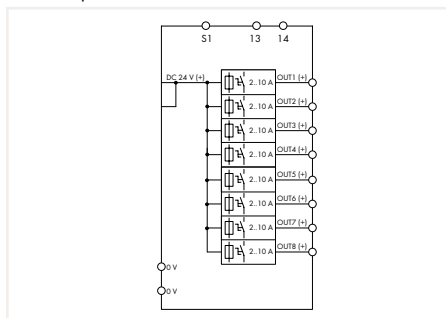 S1 13 14
DC 24 V (+)
2..10 A OUT1 (+)
2..10 A OUT2 (+)
2..10 A OUT3 (+)
2..10 A OUT4 (+)
2..10 A OUT5 (+)
2..10 A OUT6 (+)
2..10 A OUT7 (+)
2..10 A OUT8 (+)
0 V
0 V